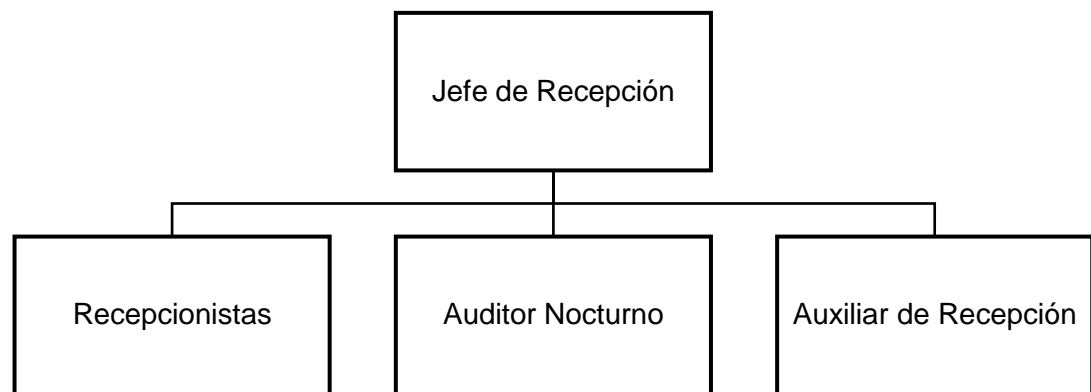 Jefe de Recepción
Recepcionistas
Auditor Nocturno
Auxiliar de Recepción